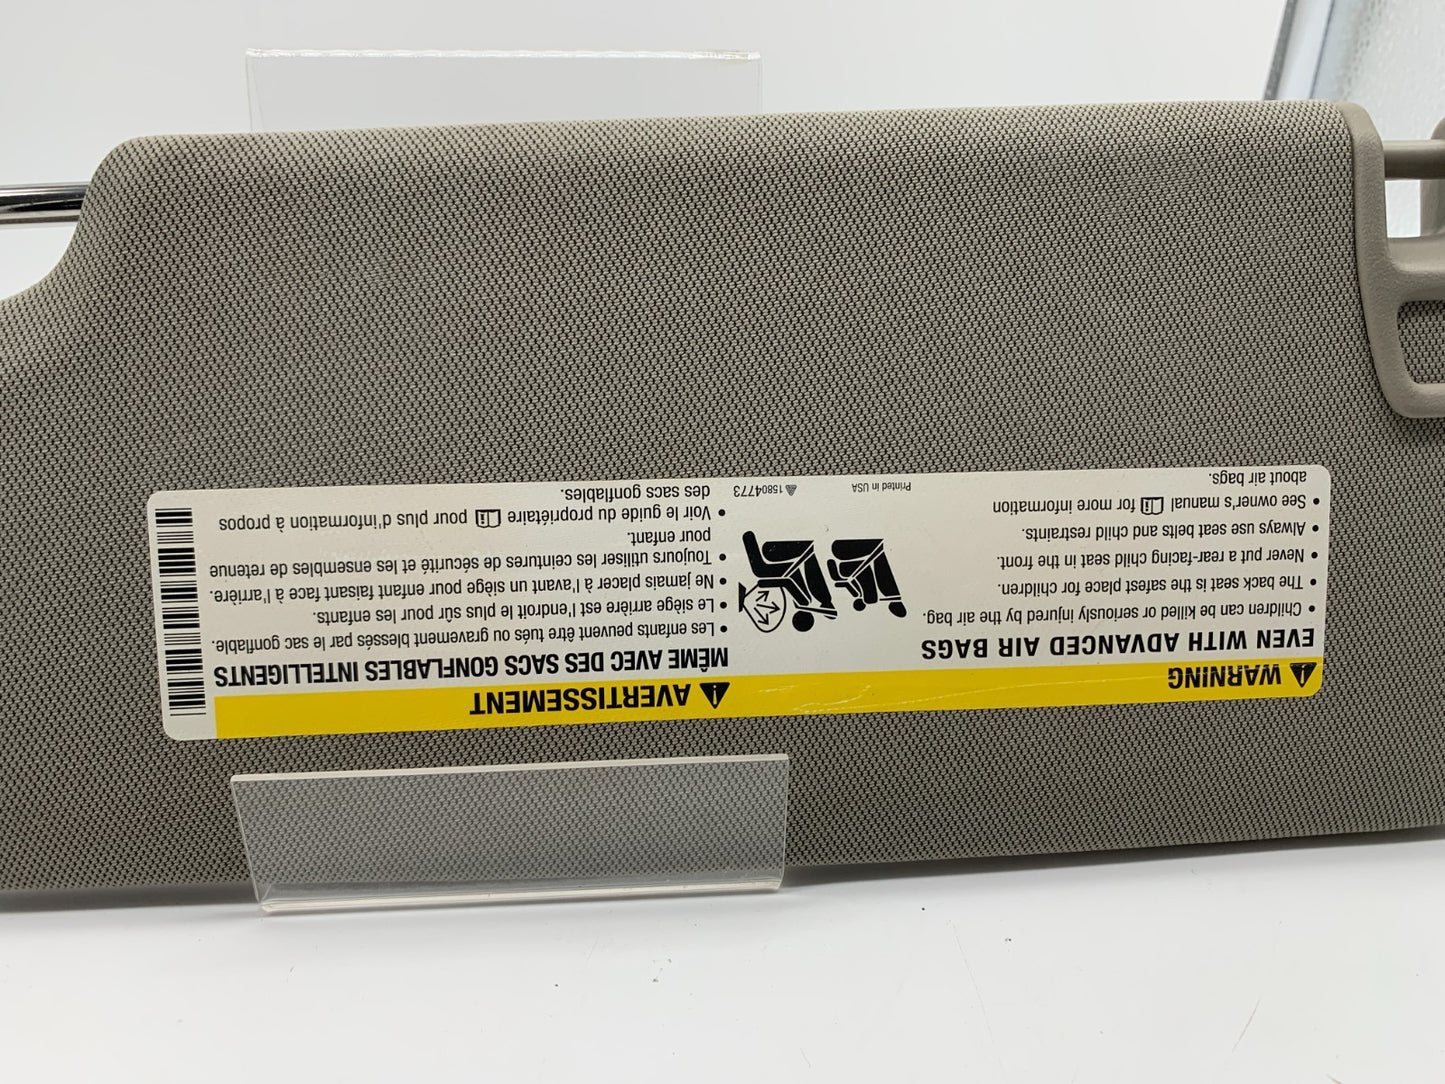 WARNING
EVEN WITH ADVANCED AIR BAGS
• Children can be killed or seriously injured by the air bag.
• The back seat is the safest place for children.
• Never put a rear-facing child seat in the front.
• Always use seat belts and child restraints.
• See owner's manual for more information
about air bags.
Printed in USA
15804773
AVERTISSEMENT
MÊME AVEC DES SACS GONFLABLES INTELLIGENTS
• Les enfants peuvent être tués ou gravement blessés par le sac gonflable.
• Le siège arrière est l'endroit le plus sûr pour les enfants.
• Ne jamais placer à l'avant un siège pour enfant faisant face à l'arrière.
• Toujours utiliser les ceintures de sécurité et les ensembles de retenue
pour enfant.
• Voir le guide du propriétaire pour plus d'information à propos
des sacs gonflables.